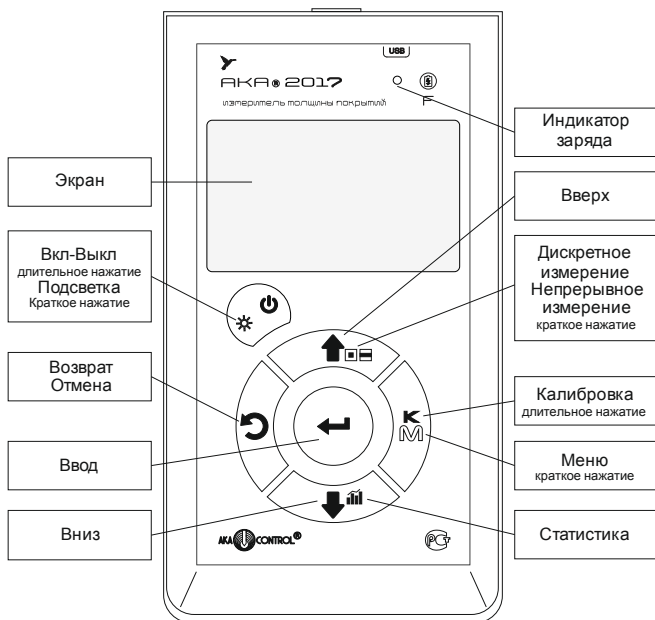 USB
AKA® 2017
измеритель толщины покрытий
F
Экран
Вкл-Выкл
длительное нажатие
Подсветка
Краткое нажатие
Возврат
Отмена
Ввод
Вниз
Индикатор
заряда
Вверх
Дискретное
измерение
Непрерывное
измерение
краткое нажатие
Калибровка
длительное нажатие
Меню
краткое нажатие
Статистика
К
М
АКА CONTROL®
РСТ